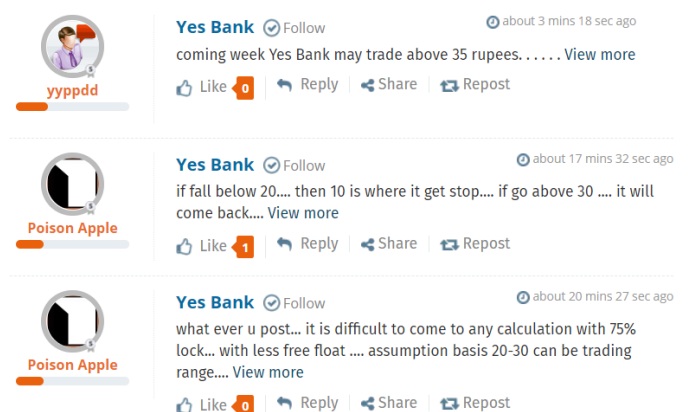 Yes Bank Follow about 3 mins 18 sec ago
coming week Yes Bank may trade above 35 rupees. . . . . . View more
yyppdd
Like 0 Reply Share Repost
Yes Bank Follow about 17 mins 32 sec ago
if fall below 20.... then 10 is where it get stop.... if go above 30 .... it will
come back.... View more
Poison Apple
Like 1 Reply Share Repost
Yes Bank Follow about 20 mins 27 sec ago
what ever u post... it is difficult to come to any calculation with 75%
lock... with less free float .... assumption basis 20-30 can be trading
range.... View more
Poison Apple
Like 0 Reply Share Repost